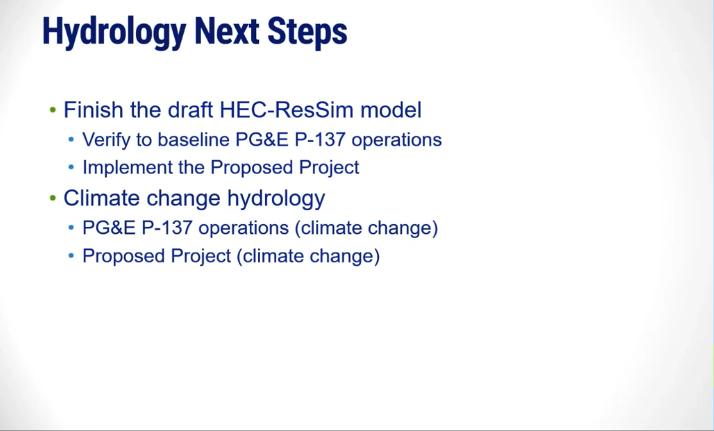 Hydrology Next Steps
• Finish the draft HEC-ResSim model
• Verify to baseline PG&E P-137 operations
• Implement the Proposed Project
• Climate change hydrology
• PG&E P-137 operations (climate change)
• Proposed Project (climate change)